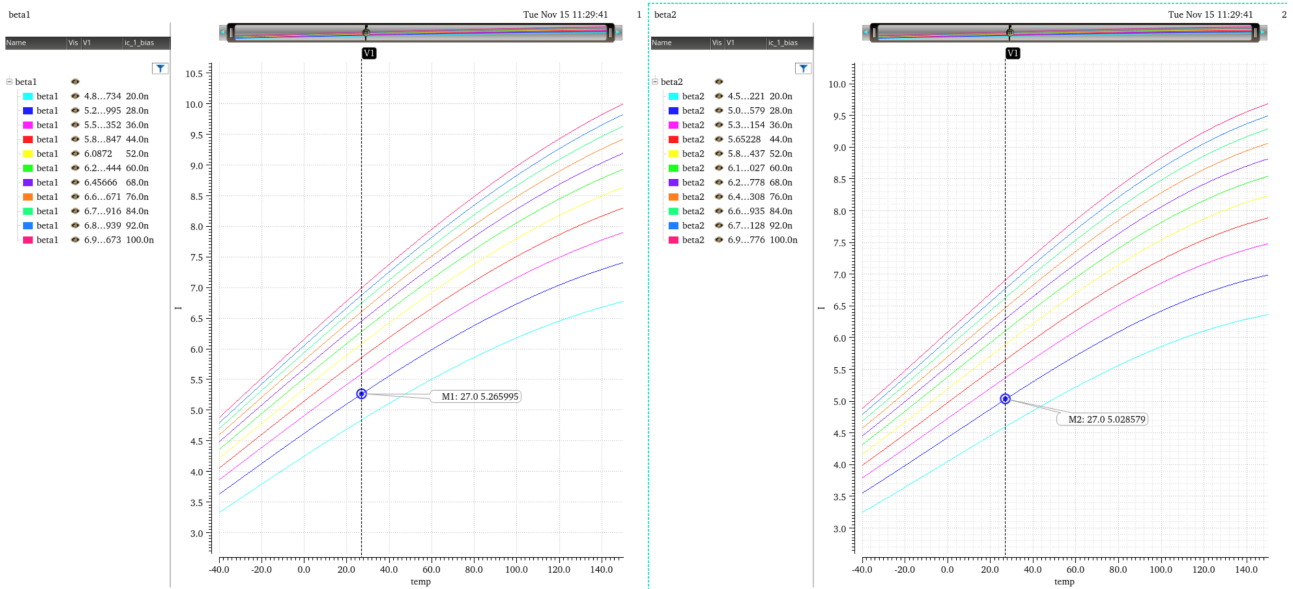 beta1
Tue Nov 15 11:29:41 1
Name Vis V1 ic_1_bias
V1
beta1
beta1 4.8...734 20.0n
beta1 5.2...995 28.0n
beta1 5.5...352 36.0n
beta1 5.8...847 44.0n
beta1 6.0872 52.0n
beta1 6.2...444 60.0n
beta1 6.45666 68.0n
beta1 6.6...671 76.0n
beta1 6.7...916 84.0n
beta1 6.8...939 92.0n
beta1 6.9...673 100.0n
10.5
10.0
9.5
9.0
8.5
8.0
7.5
7.0
6.5
6.0
5.5
5.0
4.5
4.0
3.5
3.0
M1: 27.0 5.265995
-40.0 -20.0 0.0 20.0 40.0 60.0 80.0 100.0 120.0 140.0
temp
beta2
Tue Nov 15 11:29:41 2
Name Vis V1 ic_1_bias
V1
beta2
beta2 4.5...221 20.0n
beta2 5.0...579 28.0n
beta2 5.3...154 36.0n
beta2 5.65228 44.0n
beta2 5.8...437 52.0n
beta2 6.1...027 60.0n
beta2 6.2...778 68.0n
beta2 6.4...308 76.0n
beta2 6.6...935 84.0n
beta2 6.7...128 92.0n
beta2 6.9...776 100.0n
10.0
9.5
9.0
8.5
8.0
7.5
7.0
6.5
6.0
5.5
5.0
4.5
4.0
3.5
3.0
M2: 27.0 5.028579
-40.0 -20.0 0.0 20.0 40.0 60.0 80.0 100.0 120.0 140.0
temp